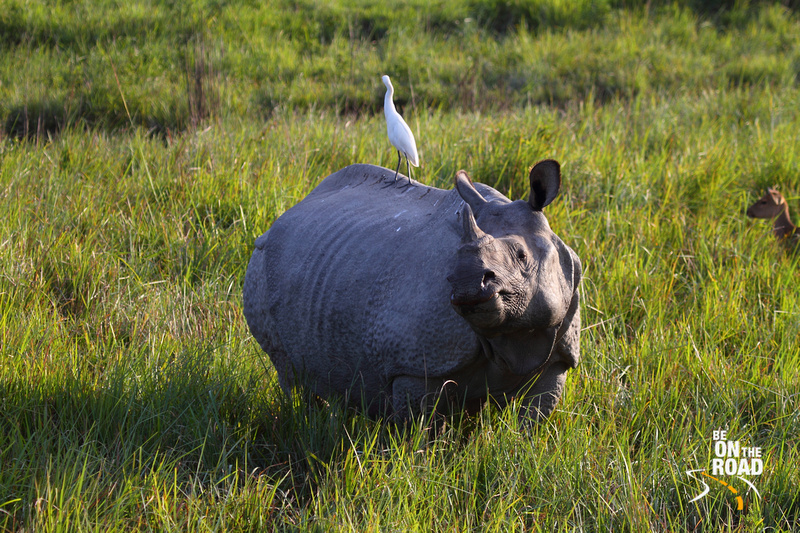 BE
ON THE
ROAD